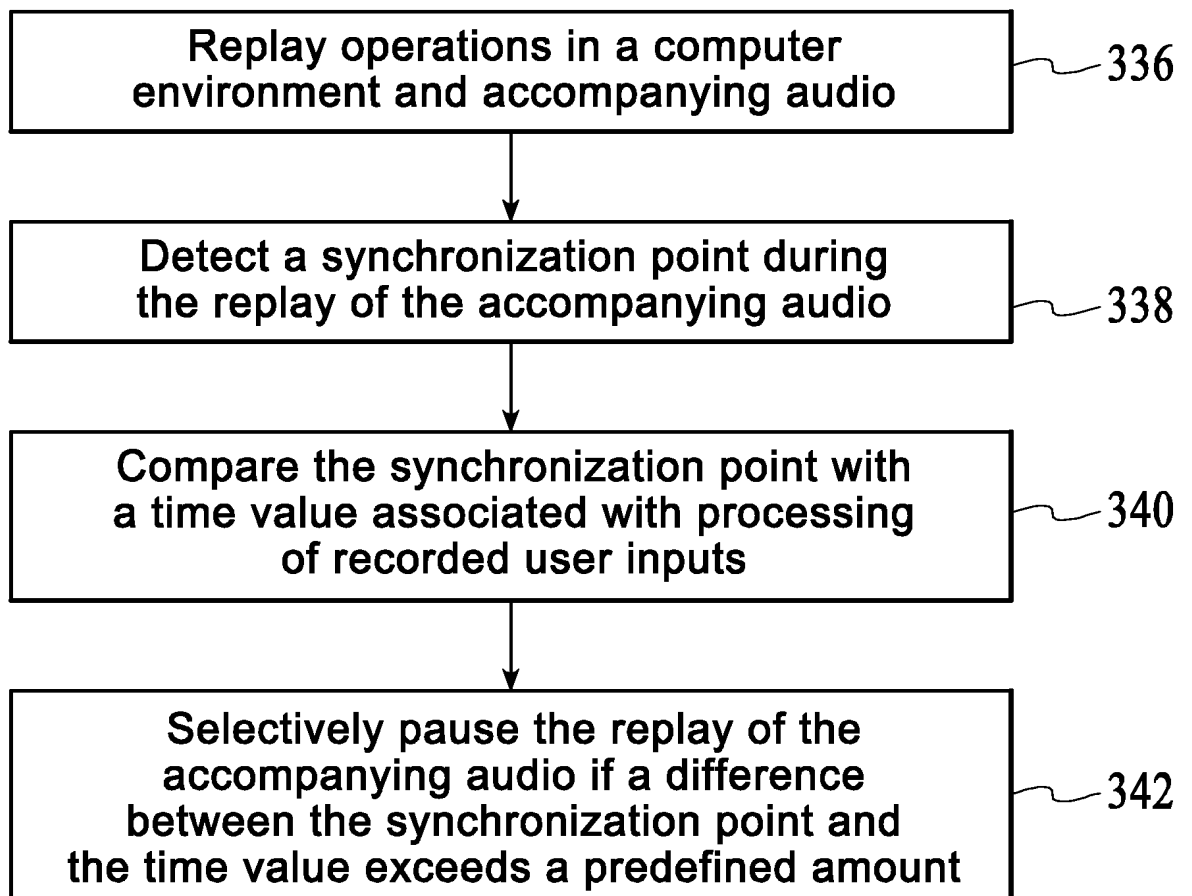 Replay operations in a computer
environment and accompanying audio
336
Detect a synchronization point during
the replay of the accompanying audio
338
Compare the synchronization point with
a time value associated with processing
of recorded user inputs
340
Selectively pause the replay of the
accompanying audio if a difference
between the synchronization point and
the time value exceeds a predefined amount
342